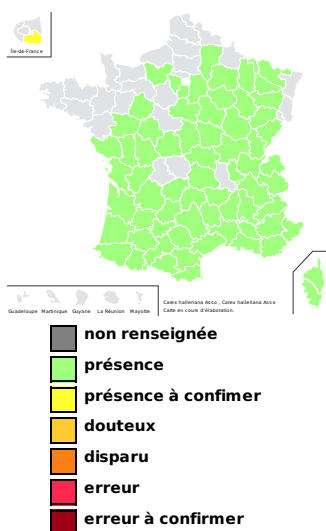 Île-de-France
Guadeloupe Martinique Guyane La Réunion Mayotte
Carex halleriana Asso , Carex halleriana Asso
Carte en cours d'élaboration.
non renseignée
présence
présence à confimer
douteux
disparu
erreur
erreur à confirmer